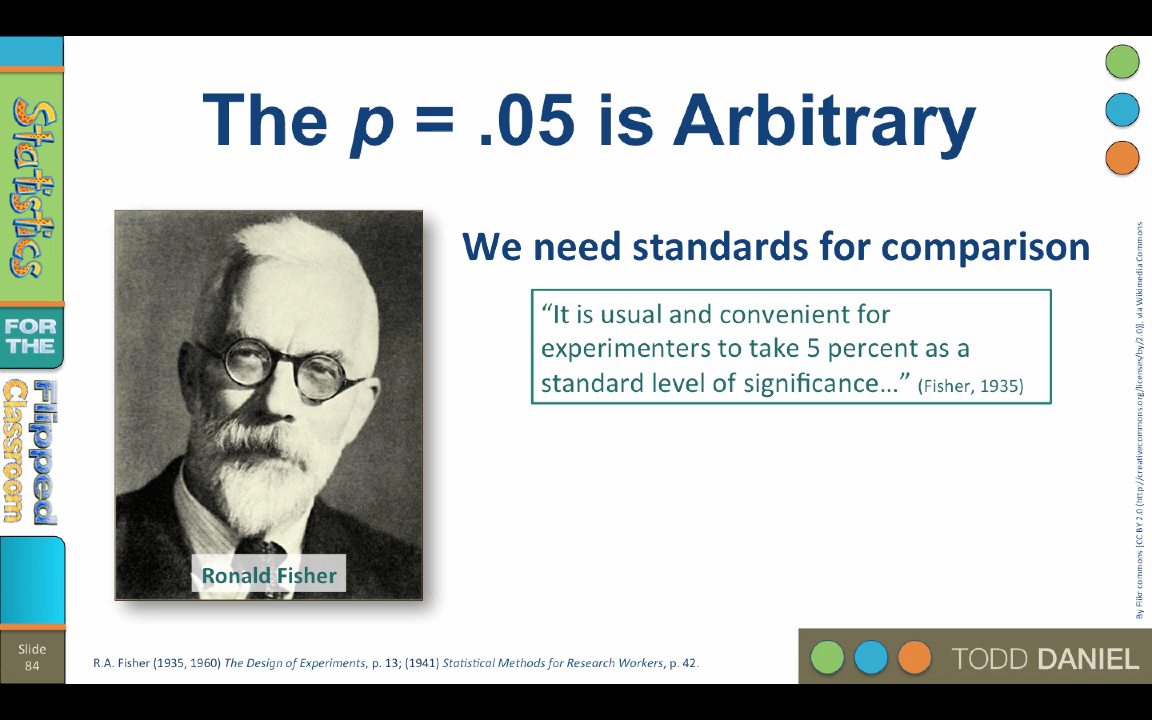 The p = .05 is Arbitrary
Statistics
FOR
THE
Flipped
Classroom
We need standards for comparison
“It is usual and convenient for
experimenters to take 5 percent as a
standard level of significance…” (Fisher, 1935)
Ronald Fisher
By Flikr commons [CC BY 2.0 (http://creativecommons.org/licenses/by/2.0)], via Wikimedia Commons
Slide
84
R.A. Fisher (1935, 1960) The Design of Experiments, p. 13; (1941) Statistical Methods for Research Workers, p. 42.
TODD DANIEL